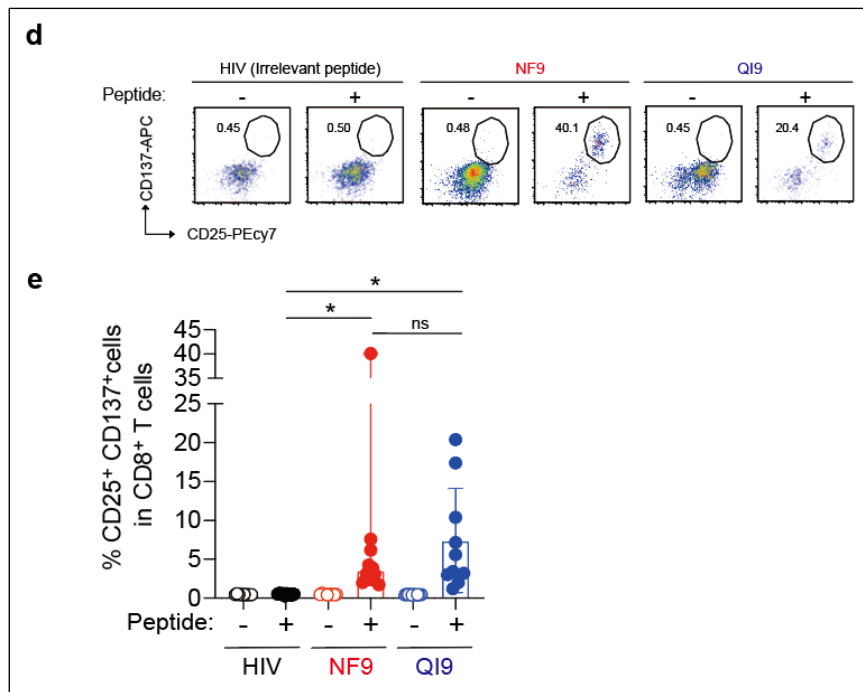 d
HIV (Irrelevant peptide) NF9 QI9
Peptide: - + - + - +
0.45 0.50 0.48 40.1 0.45 20.4
CD137-APC
CD25-PEcy7
e
*
*
ns
% CD25⁺ CD137⁺cells
in CD8⁺ T cells
45
40
35
25
20
15
10
5
0
Peptide: - + - + - +
HIV NF9 QI9